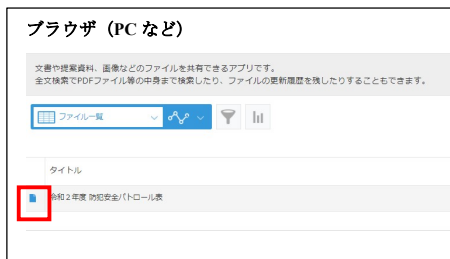 ブラウザ（PC など）
文書や提案資料、画像などのファイルを共有できるアプリです。
全文検索でPDFファイル等の中身まで検索したり、ファイルの更新履歴を残したりすることもできます。
ファイル一覧
タイトル
令和２年度 防犯安全パトロール表